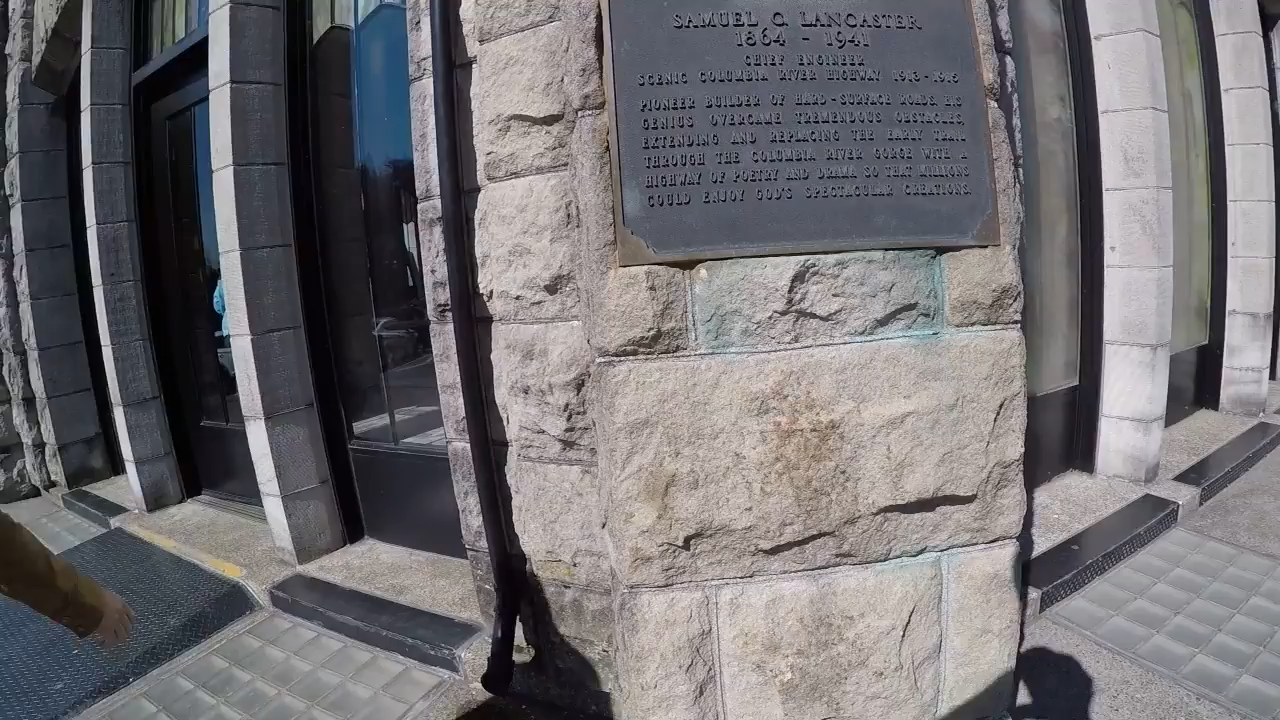 SAMUEL C. LANCASTER
1864 - 1941
CHIEF ENGINEER
SCENIC COLUMBIA RIVER HIGHWAY 1913-1915
PIONEER BUILDER OF HARD-SURFACE ROADS. HIS
GENIUS OVERCAME TREMENDOUS OBSTACLES,
EXTENDING AND REPLACING THE EARLY TRAIL
THROUGH THE COLUMBIA RIVER GORGE WITH A
HIGHWAY OF POETRY AND DRAMA SO THAT MILLIONS
COULD ENJOY GOD'S SPECTACULAR CREATIONS.